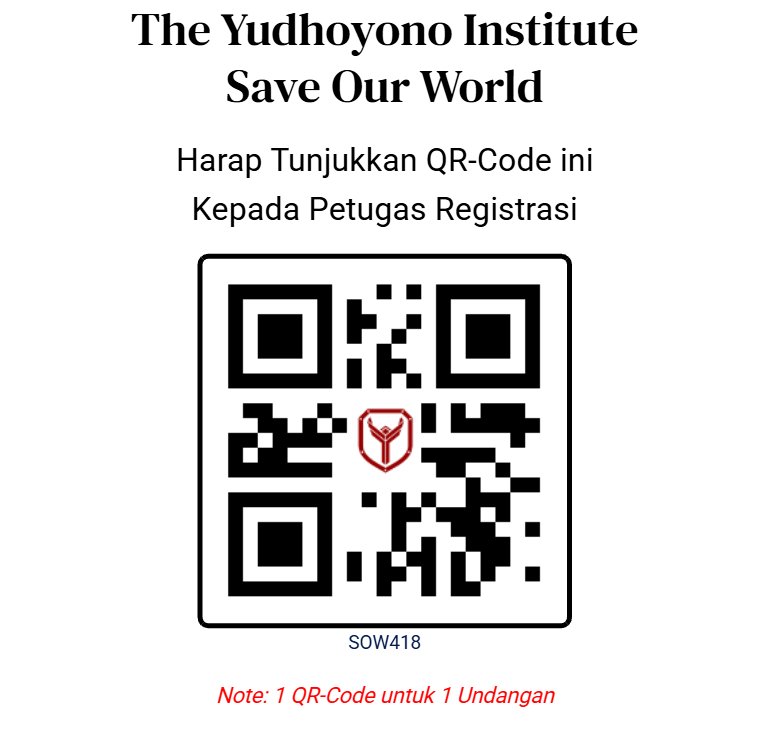 The Yudhoyono Institute
Save Our World
Harap Tunjukkan QR-Code ini
Kepada Petugas Registrasi
SOW418
Note: 1 QR-Code untuk 1 Undangan